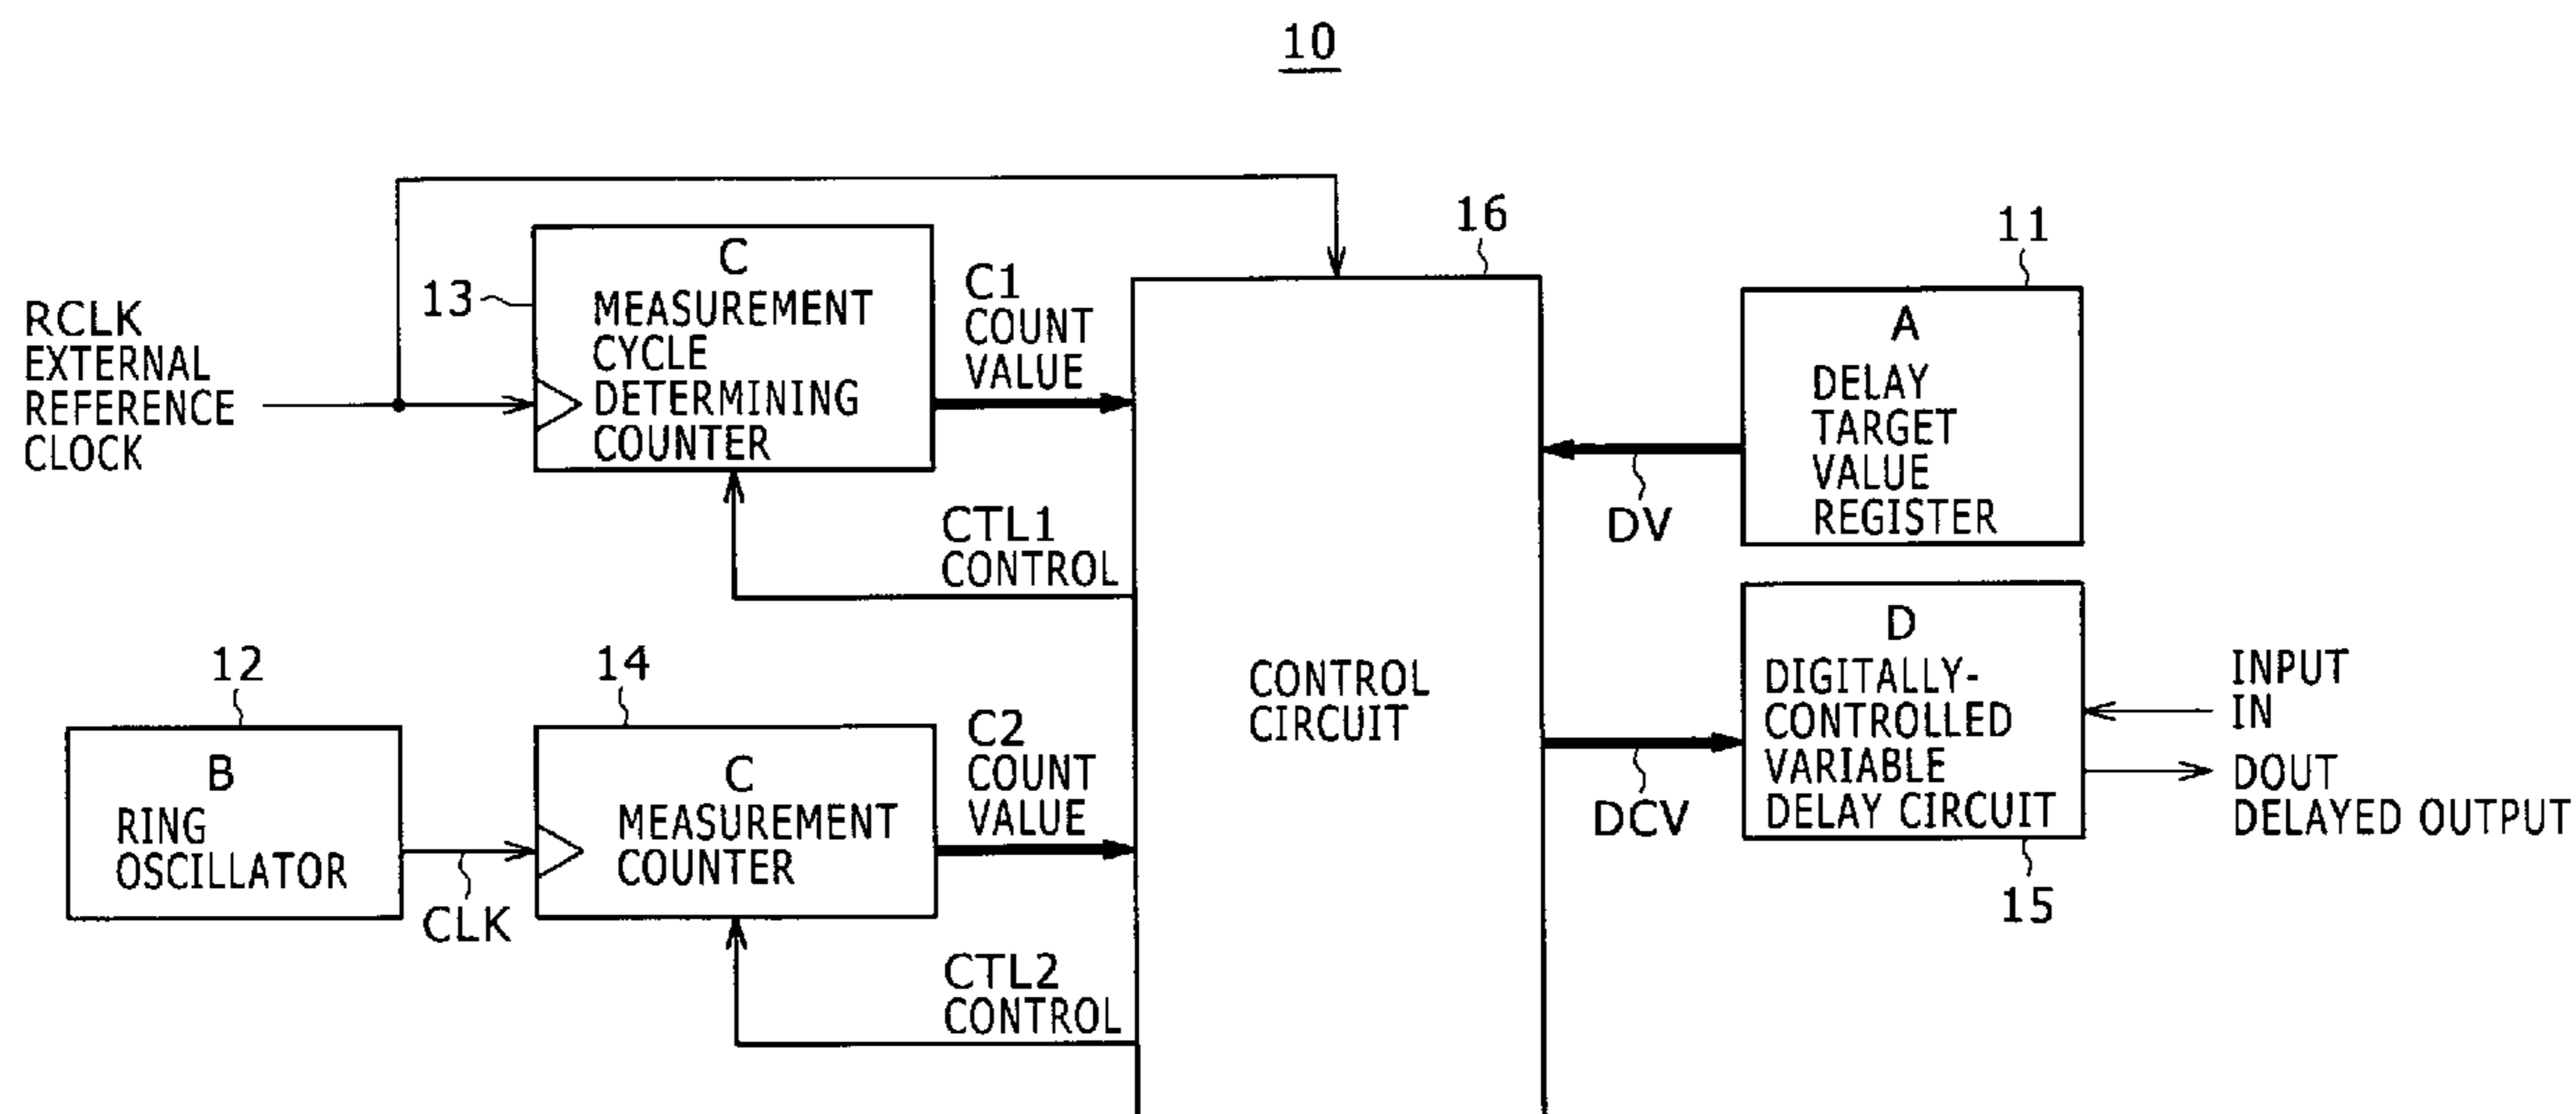 10
RCLK
EXTERNAL
REFERENCE
CLOCK
13
C
MEASUREMENT
CYCLE
DETERMINING
COUNTER
C1
COUNT
VALUE
CTL1
CONTROL
12
B
RING
OSCILLATOR
CLK
14
C
MEASUREMENT
COUNTER
C2
COUNT
VALUE
CTL2
CONTROL
16
CONTROL
CIRCUIT
11
A
DELAY
TARGET
VALUE
REGISTER
DV
D
DIGITALLY-
CONTROLLED
VARIABLE
DELAY CIRCUIT
DCV
15
INPUT
IN
DOUT
DELAYED OUTPUT